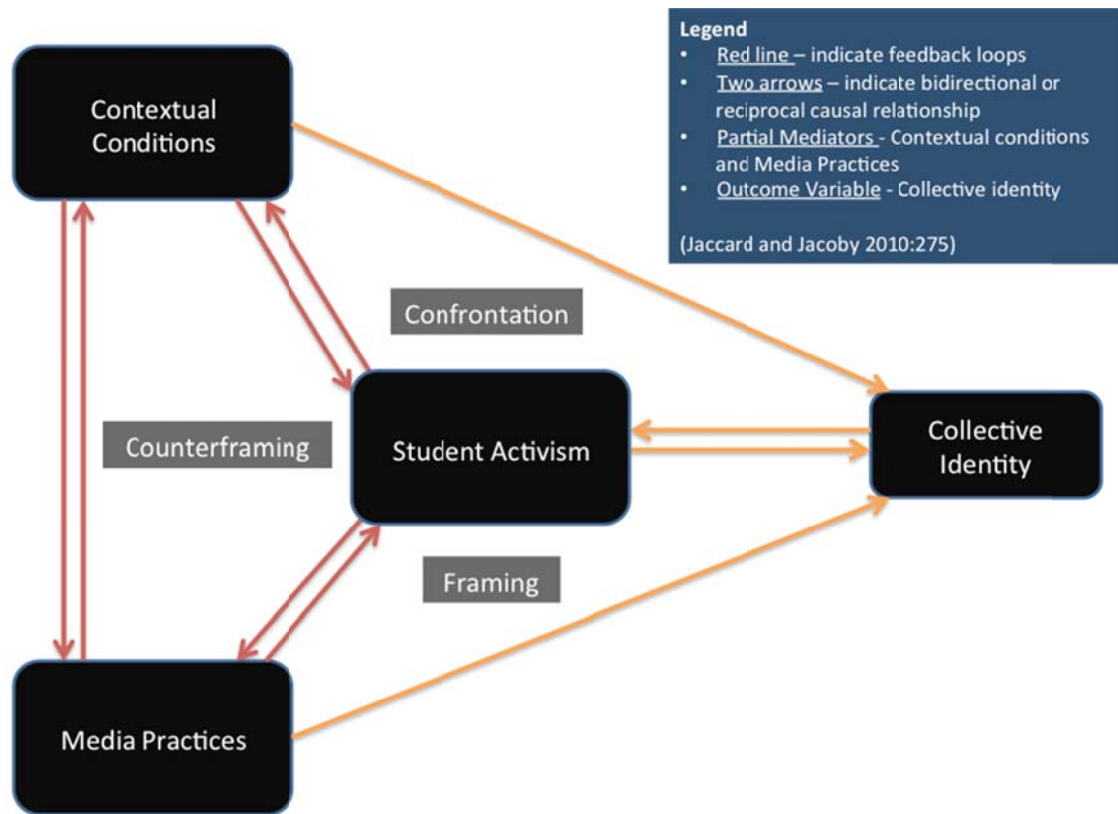 Contextual
Conditions
Legend
• Red line – indicate feedback loops
• Two arrows – indicate bidirectional or
reciprocal causal relationship
• Partial Mediators - Contextual conditions
and Media Practices
• Outcome Variable - Collective identity
(Jaccard and Jacoby 2010:275)
Confrontation
Counterframing
Student Activism
Collective
Identity
Framing
Media Practices